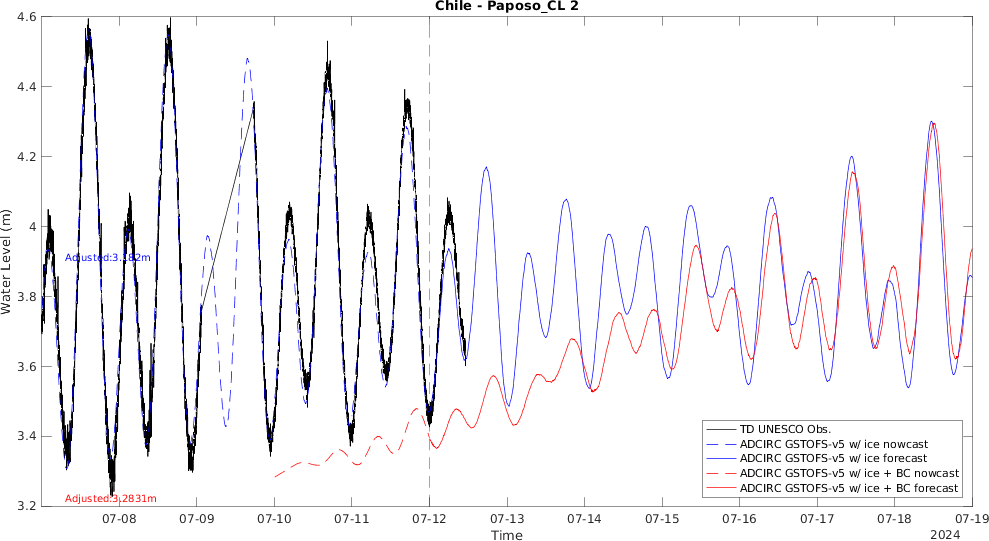 Chile - Paposo_CL 2
4.6
4.4
4.2
4
3.8
3.6
3.4
3.2
Water Level (m)
Adjusted:3.382m
Adjusted:3.2831m
TD UNESCO Obs.
ADCIRC GSTOFS-v5 w/ ice nowcast
ADCIRC GSTOFS-v5 w/ ice forecast
ADCIRC GSTOFS-v5 w/ ice + BC nowcast
ADCIRC GSTOFS-v5 w/ ice + BC forecast
07-08 07-09 07-10 07-11 07-12 07-13 07-14 07-15 07-16 07-17 07-18 07-19
Time
2024